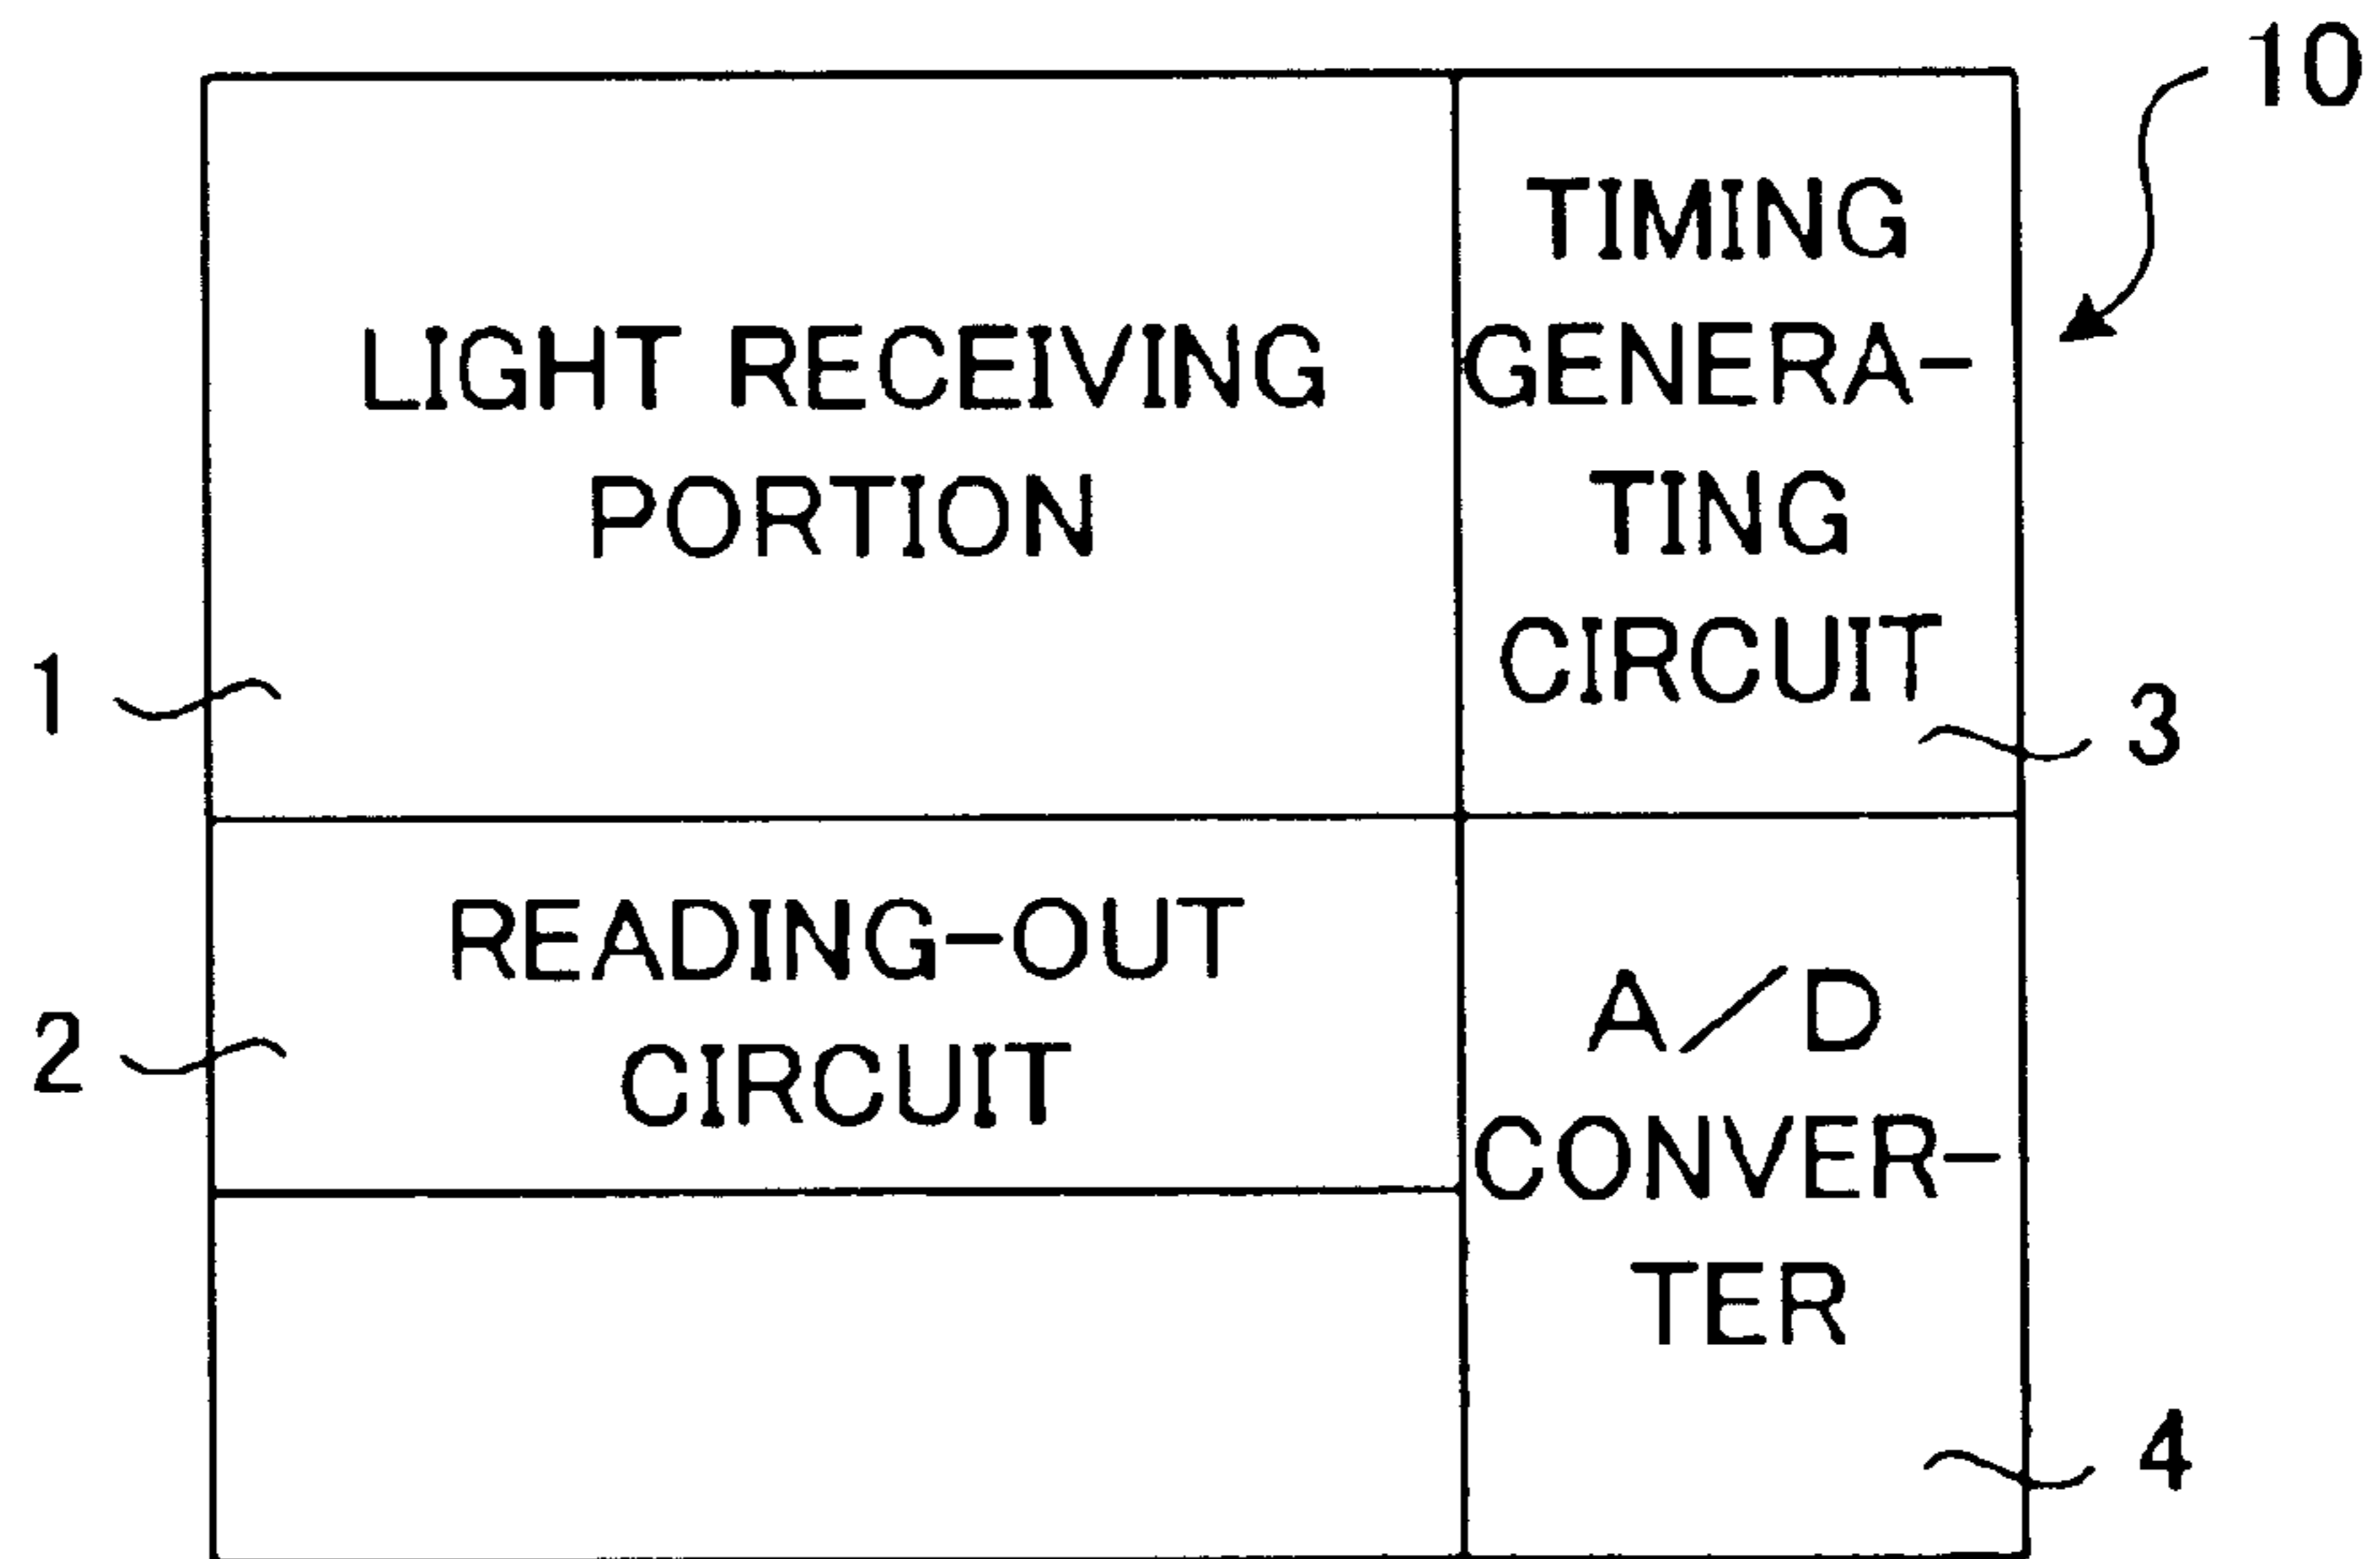 10
LIGHT RECEIVING
PORTION
1
TIMING
GENERA-
TING
CIRCUIT
3
READING-OUT
CIRCUIT
2
A/D
CONVER-
TER
4